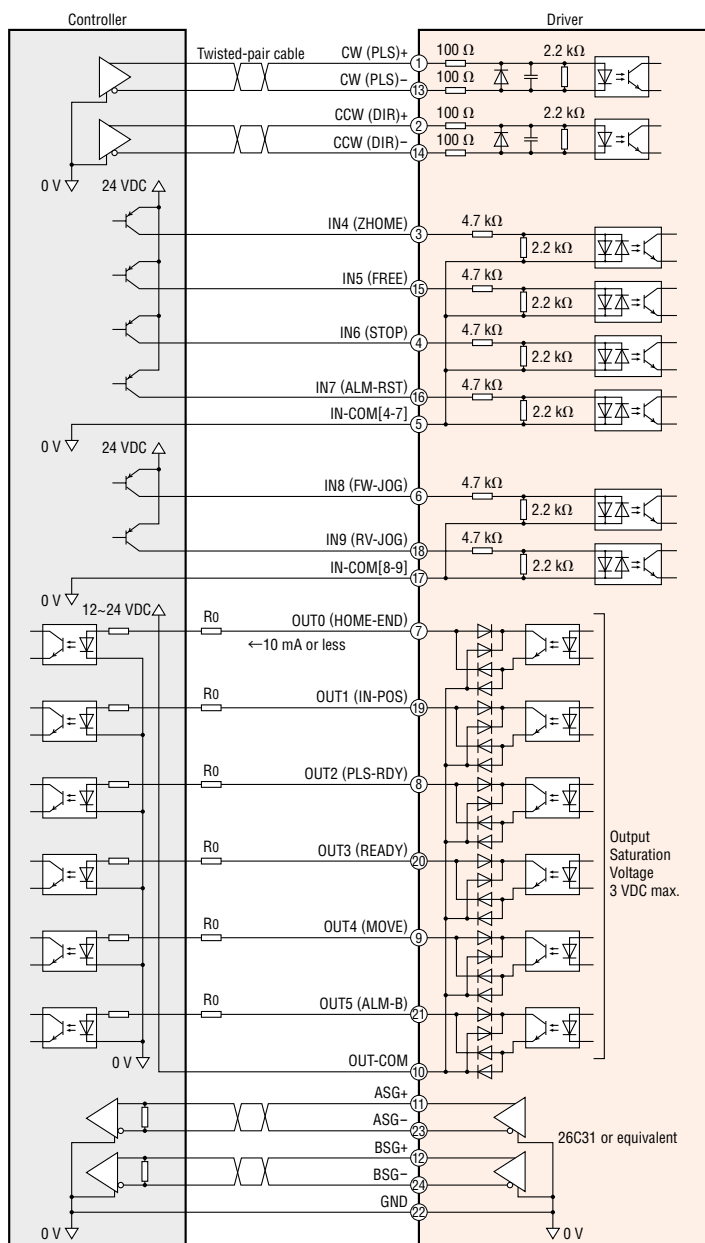 Controller
Driver
Twisted-pair cable
CW (PLS)+
1
100 Ω
2.2 kΩ
CW (PLS)−
13
100 Ω
CCW (DIR)+
2
100 Ω
2.2 kΩ
CCW (DIR)−
14
100 Ω
0 V
24 VDC
IN4 (ZHOME)
3
4.7 kΩ
2.2 kΩ
IN5 (FREE)
15
4.7 kΩ
2.2 kΩ
IN6 (STOP)
4
4.7 kΩ
2.2 kΩ
IN7 (ALM-RST)
16
4.7 kΩ
2.2 kΩ
IN-COM[4-7]
5
0 V
24 VDC
IN8 (FW-JOG)
6
4.7 kΩ
2.2 kΩ
IN9 (RV-JOG)
18
4.7 kΩ
2.2 kΩ
IN-COM[8-9]
17
0 V
12~24 VDC
R0
OUT0 (HOME-END)
7
←10 mA or less
R0
OUT1 (IN-POS)
19
R0
OUT2 (PLS-RDY)
8
R0
OUT3 (READY)
20
Output
Saturation
Voltage
3 VDC max.
R0
OUT4 (MOVE)
9
R0
OUT5 (ALM-B)
21
0 V
OUT-COM
10
ASG+
11
ASG−
23
26C31 or equivalent
BSG+
12
BSG−
24
GND
22
0 V
0 V